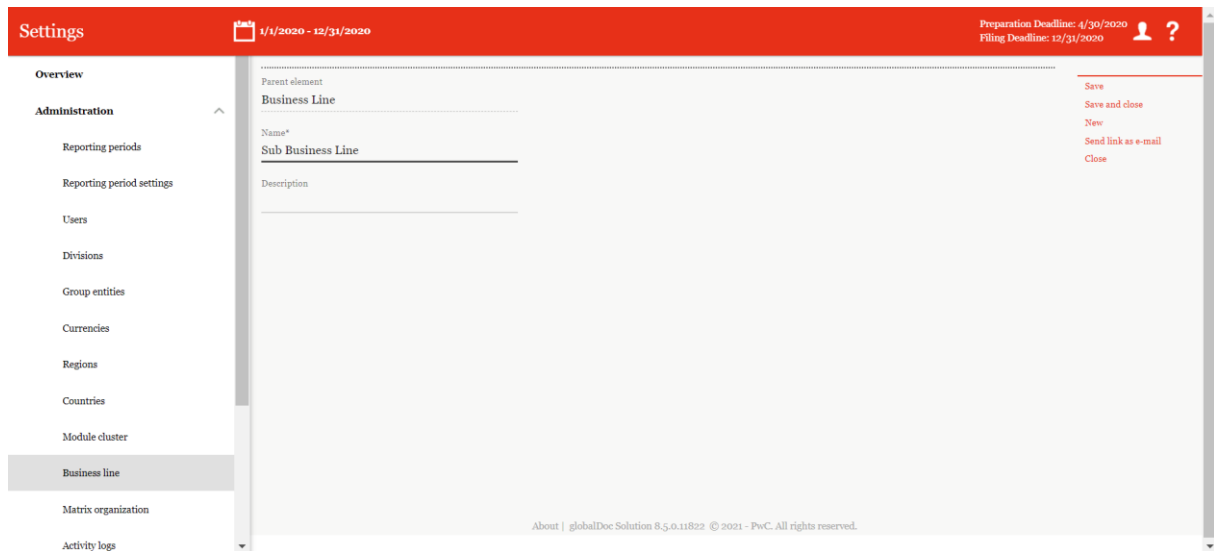 Settings
1/1/2020 - 12/31/2020
Preparation Deadline: 4/30/2020
Filing Deadline: 12/31/2020
?
Overview
Administration
Reporting periods
Reporting period settings
Users
Divisions
Group entities
Currencies
Regions
Countries
Module cluster
Business line
Matrix organization
Activity logs
Parent element
Business Line
Name*
Sub Business Line
Description
Save
Save and close
New
Send link as e-mail
Close
About | globalDoc Solution 8.5.0.11822 © 2021 - PwC. All rights reserved.